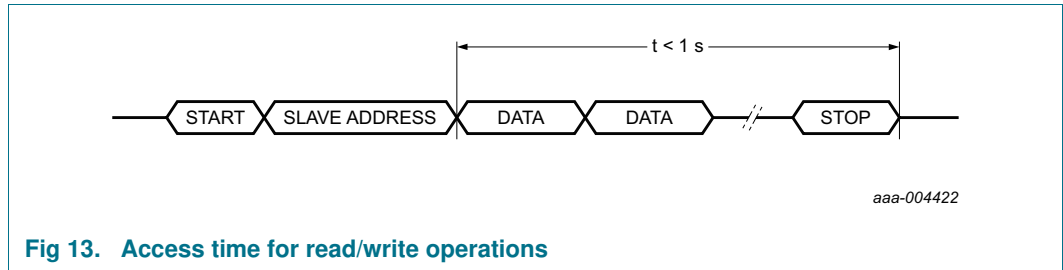 t < 1 s
START SLAVE ADDRESS DATA DATA STOP
aaa-004422
Fig 13. Access time for read/write operations